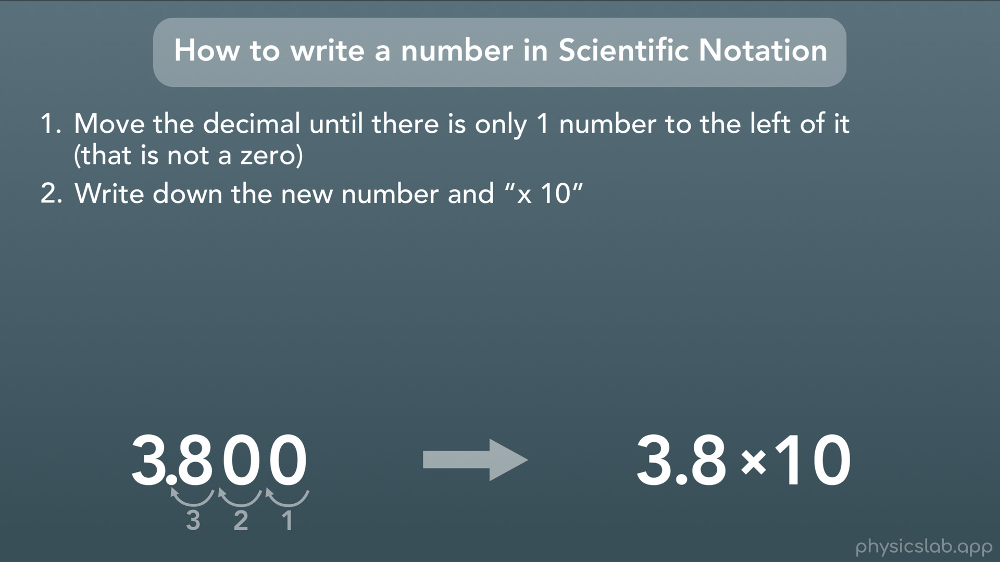 How to write a number in Scientific Notation
1. Move the decimal until there is only 1 number to the left of it
(that is not a zero)
2. Write down the new number and “x 10”
3.800 3.8 ×10
3 2 1
physicslab.app